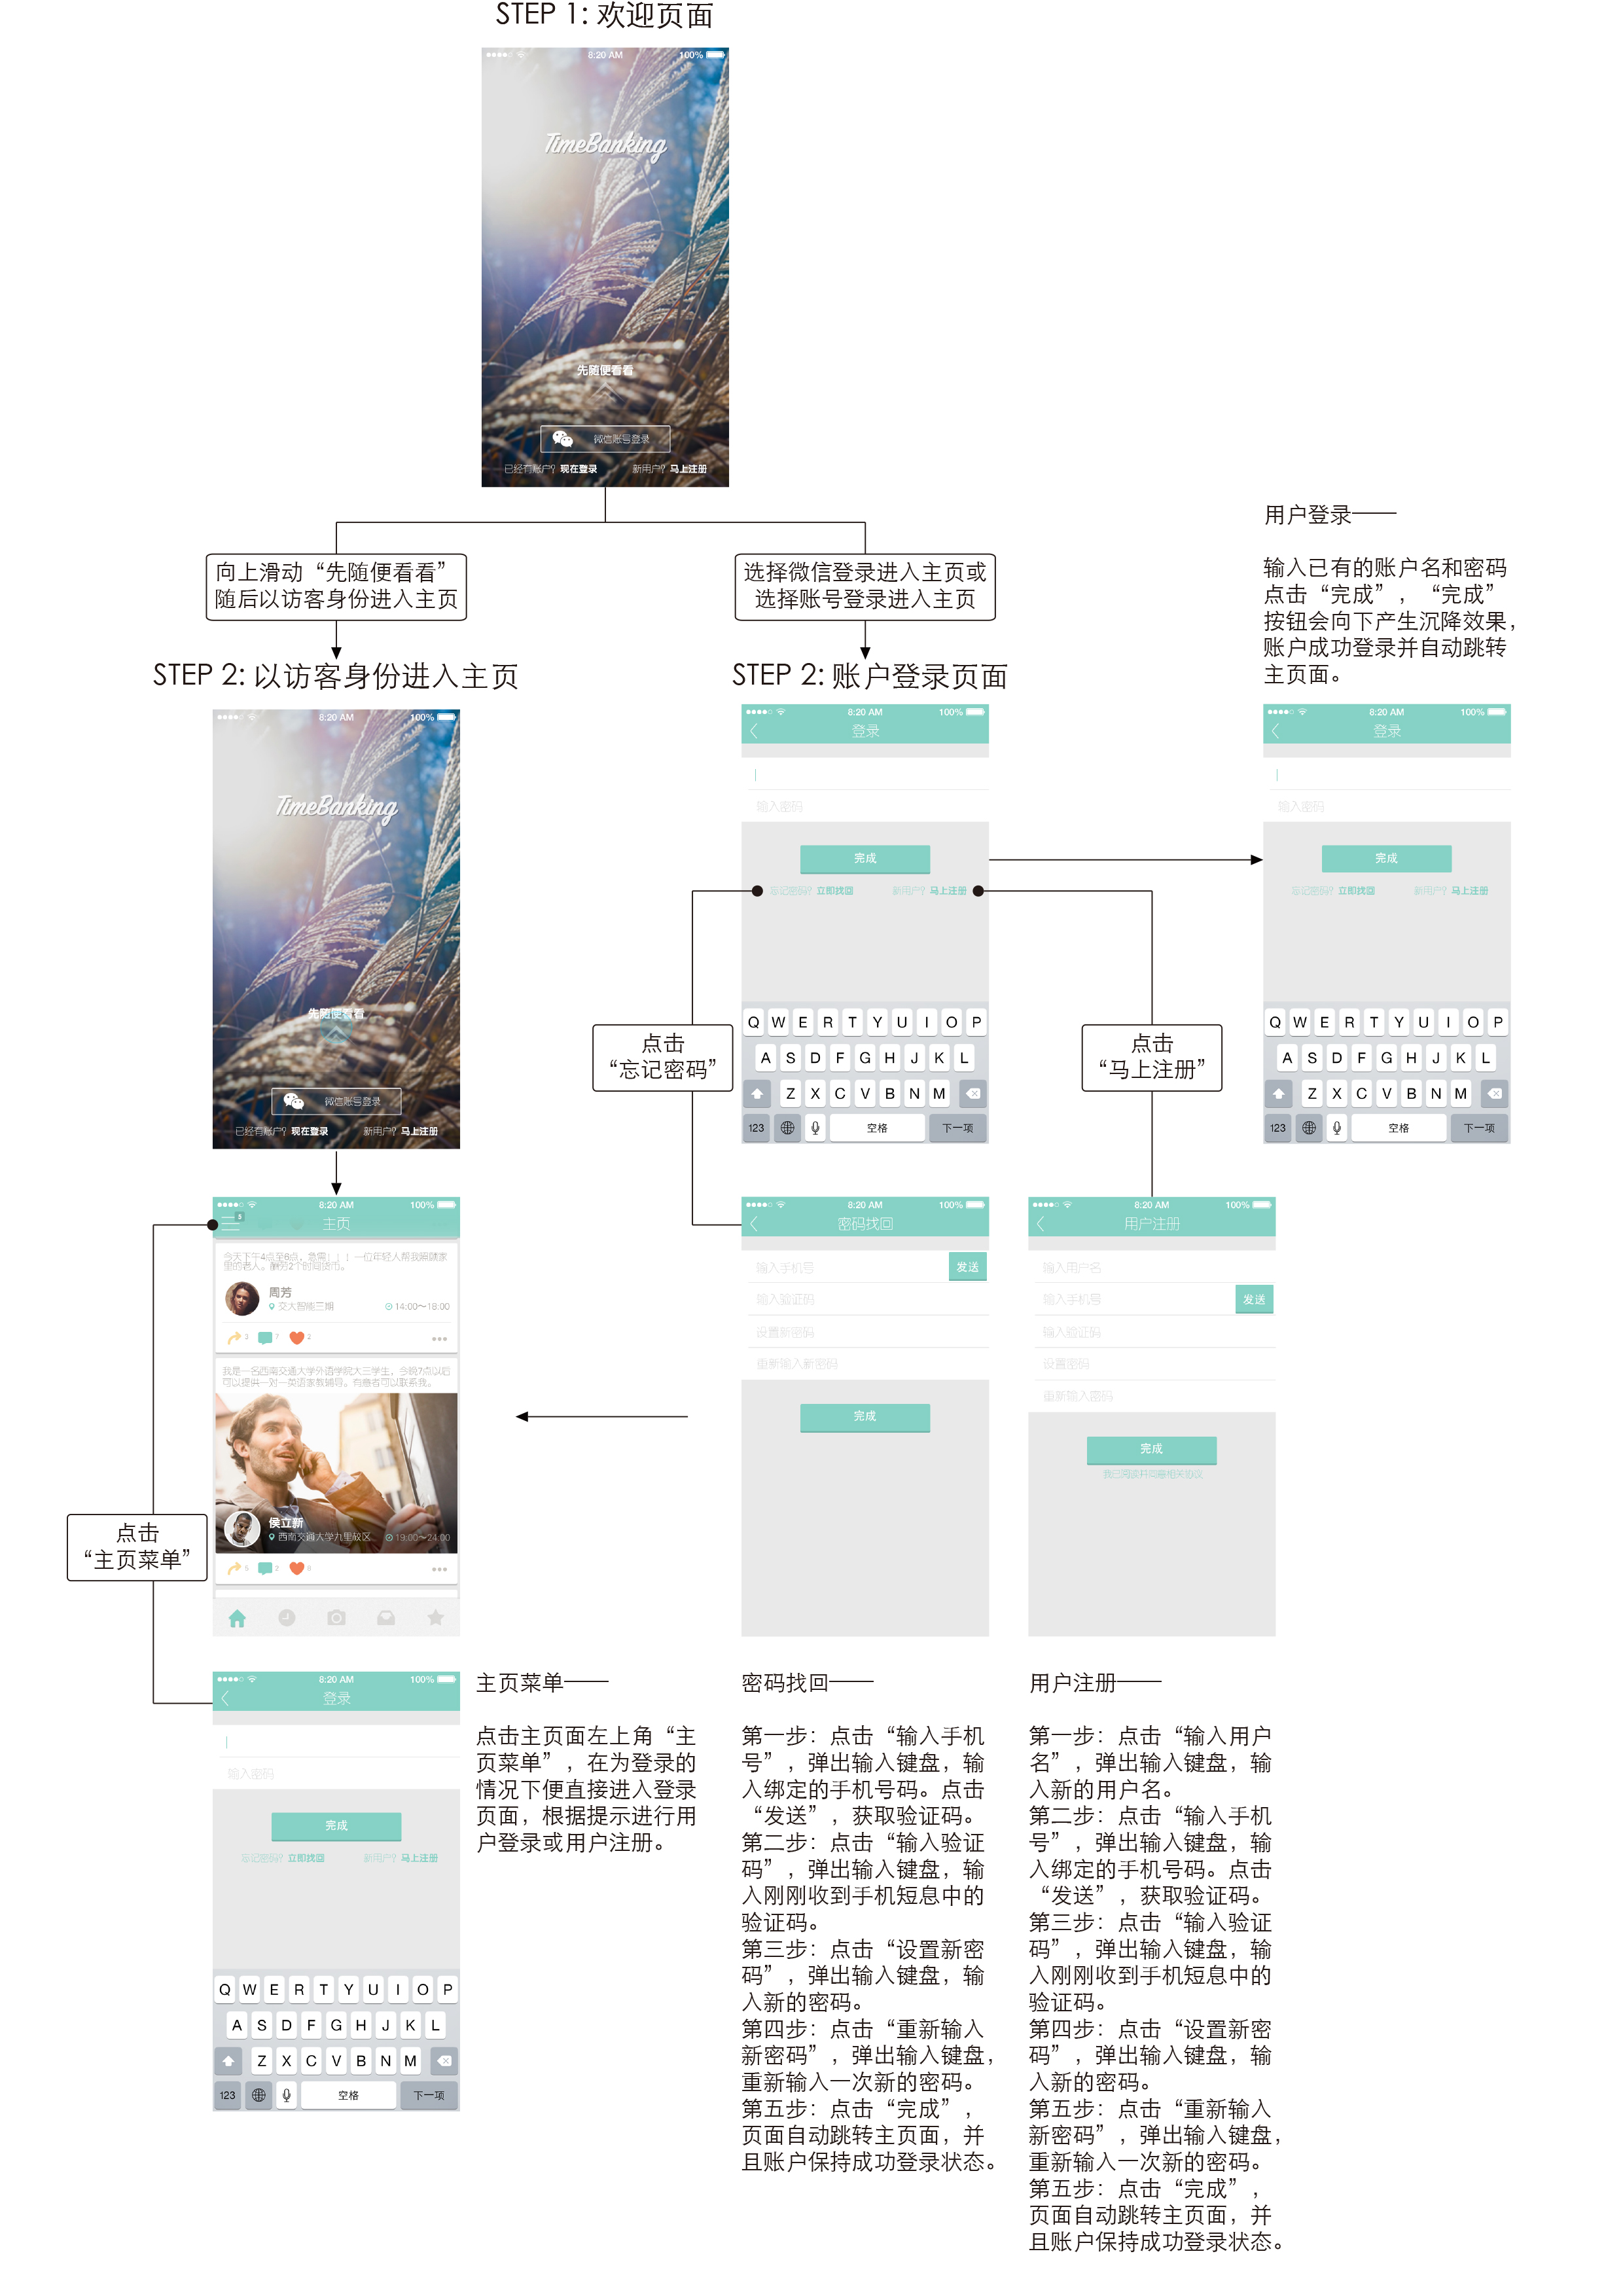 STEP 1: 欢迎页面
8:20 AM
100%
TimeBanking
先随便看看
微信账号登录
已经有账户? 现在登录
新用户? 马上注册
向上滑动“先随便看看”
随后以访客身份进入主页
选择微信登录进入主页或
选择账号登录进入主页
用户登录——
输入已有的账户名和密码
点击“完成”，“完成”
按钮会向下产生沉降效果，
账户成功登录并自动跳转
主页面。
STEP 2: 以访客身份进入主页
8:20 AM
100%
TimeBanking
先随便看看
微信账号登录
已经有账户? 现在登录
新用户? 马上注册
STEP 2: 账户登录页面
8:20 AM
100%
登录
输入密码
完成
忘记密码? 立即找回
新用户? 马上注册
Q W E R T Y U I O P
A S D F G H J K L
Z X C V B N M
123
空格
下一项
8:20 AM
100%
登录
输入密码
完成
忘记密码? 立即找回
新用户? 马上注册
Q W E R T Y U I O P
A S D F G H J K L
Z X C V B N M
123
空格
下一项
点击
“忘记密码”
点击
“马上注册”
8:20 AM
100%
5
主页
今天下午4点至6点，急需！！！一位年轻人帮我照顾家
里的老人。酬劳2个时间货币。
周芳
交大智能三期
14:00～18:00
3
7
2
我是一名西南交通大学外语学院大三学生，今晚7点以后
可以提供一对一英语家教辅导。有意者可以联系我。
侯立新
西南交通大学九里校区
19:00～24:00
5
2
8
点击
“主页菜单”
8:20 AM
100%
密码找回
输入手机号
发送
输入验证码
设置新密码
重新输入新密码
完成
8:20 AM
100%
用户注册
输入用户名
输入手机号
发送
输入验证码
设置密码
重新输入密码
完成
我已阅读并同意相关协议
8:20 AM
100%
登录
输入密码
完成
忘记密码? 立即找回
新用户? 马上注册
Q W E R T Y U I O P
A S D F G H J K L
Z X C V B N M
123
空格
下一项
主页菜单——
点击主页面左上角“主
页菜单”，在为登录的
情况下便直接进入登录
页面，根据提示进行用
户登录或用户注册。
密码找回——
第一步：点击“输入手机
号”，弹出输入键盘，输
入绑定的手机号码。点击
“发送”，获取验证码。
第二步：点击“输入验证
码”，弹出输入键盘，输
入刚刚收到手机短息中的
验证码。
第三步：点击“设置新密
码”，弹出输入键盘，输
入新的密码。
第四步：点击“重新输入
新密码”，弹出输入键盘，
重新输入一次新的密码。
第五步：点击“完成”，
页面自动跳转主页面，并
且账户保持成功登录状态。
用户注册——
第一步：点击“输入用户
名”，弹出输入键盘，输
入新的用户名。
第二步：点击“输入手机
号”，弹出输入键盘，输
入绑定的手机号码。点击
“发送”，获取验证码。
第三步：点击“输入验证
码”，弹出输入键盘，输
入刚刚收到手机短息中的
验证码。
第四步：点击“设置新密
码”，弹出输入键盘，输
入新的密码。
第五步：点击“重新输入
新密码”，弹出输入键盘，
重新输入一次新的密码。
第五步：点击“完成”，
页面自动跳转主页面，并
且账户保持成功登录状态。